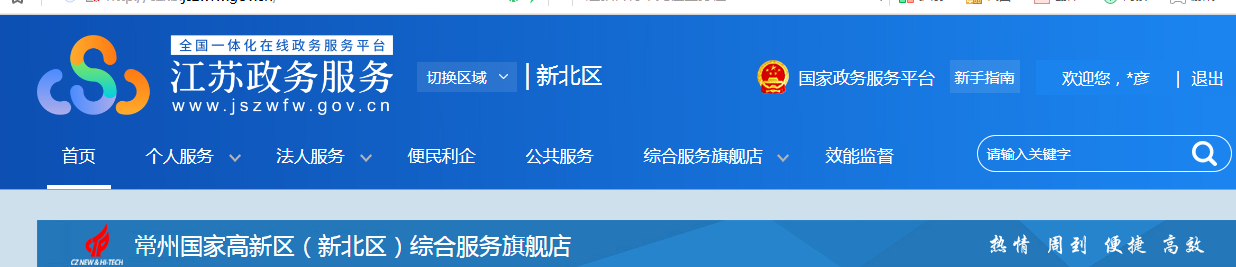 全国一体化在线政务服务平台
江苏政务服务
www.jszwfw.gov.cn
切换区域
新北区
国家政务服务平台
新手指南
欢迎您，*彦
| 退出
首页 个人服务 法人服务 便民利企 公共服务 综合服务旗舰店 效能监督
请输入关键字
CZ NEW & HI-TECH
常州国家高新区（新北区）综合服务旗舰店
热情 周到 便捷 高效